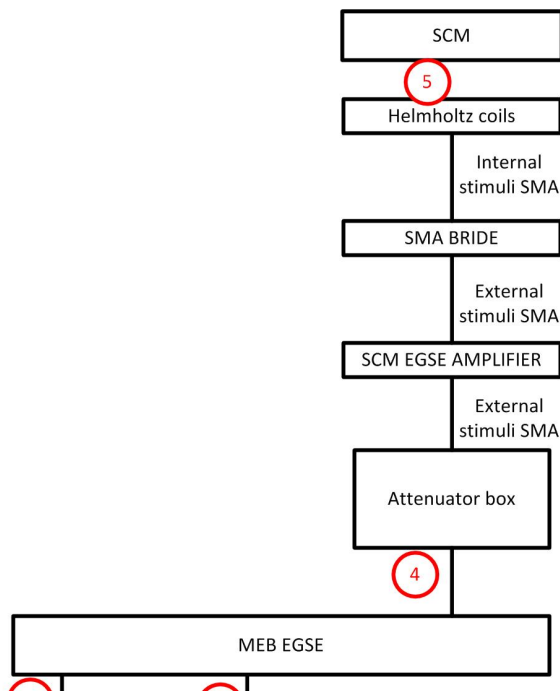 SCM
5
Helmholtz coils
Internal
stimuli SMA
SMA BRIDE
External
stimuli SMA
SCM EGSE AMPLIFIER
External
stimuli SMA
Attenuator box
4
MEB EGSE